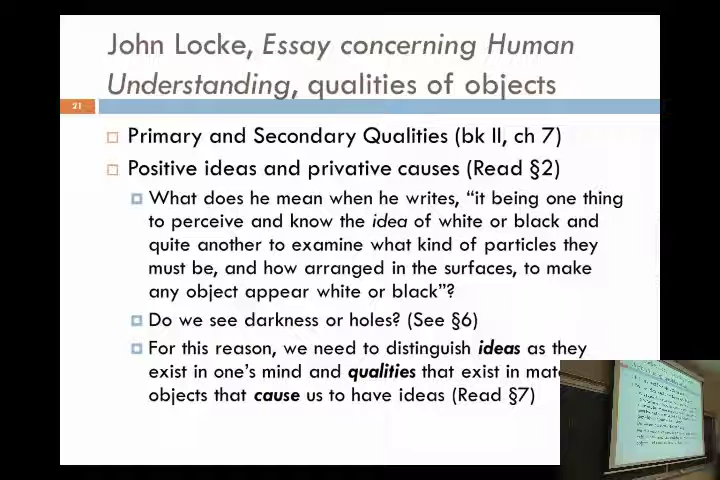 John Locke, Essay concerning Human
Understanding, qualities of objects
21
Primary and Secondary Qualities (bk II, ch 7)
Positive ideas and privative causes (Read §2)
What does he mean when he writes, “it being one thing
to perceive and know the idea of white or black and
quite another to examine what kind of particles they
must be, and how arranged in the surfaces, to make
any object appear white or black”?
Do we see darkness or holes? (See §6)
For this reason, we need to distinguish ideas as they
exist in one’s mind and qualities that exist in
objects that cause us to have ideas (Read §7)